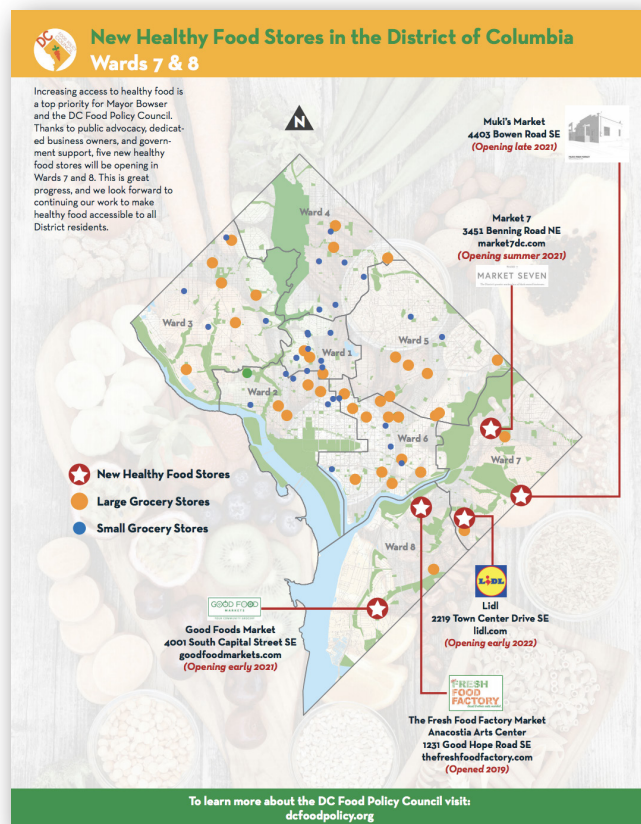 DC
New Healthy Food Stores in the District of Columbia
Wards 7 & 8
Increasing access to healthy food is
a top priority for Mayor Bowser
and the DC Food Policy Council.
Thanks to public advocacy, dedicat-
ed business owners, and govern-
ment support, five new healthy
food stores will be opening in
Wards 7 and 8. This is great
progress, and we look forward to
continuing our work to make
healthy food accessible to all
District residents.
N
Muki's Market
4403 Bowen Road SE
(Opening late 2021)
Market 7
3451 Benning Road NE
market7dc.com
(Opening summer 2021)
MARKET SEVEN
Ward 4
Ward 3
Ward 5
Ward 1
Ward 2
Ward 6
Ward 7
Ward 8
New Healthy Food Stores
Large Grocery Stores
Small Grocery Stores
GOOD FOOD
MARKETS
Good Foods Market
4001 South Capital Street SE
goodfoodmarkets.com
(Opening early 2021)
LIDL
Lidl
2219 Town Center Drive SE
lidl.com
(Opening early 2022)
FRESH
FOOD
FACTORY
The Fresh Food Factory Market
Anacostia Arts Center
1231 Good Hope Road SE
thefreshfoodfactory.com
(Opened 2019)
To learn more about the DC Food Policy Council visit:
dcfoodpolicy.org